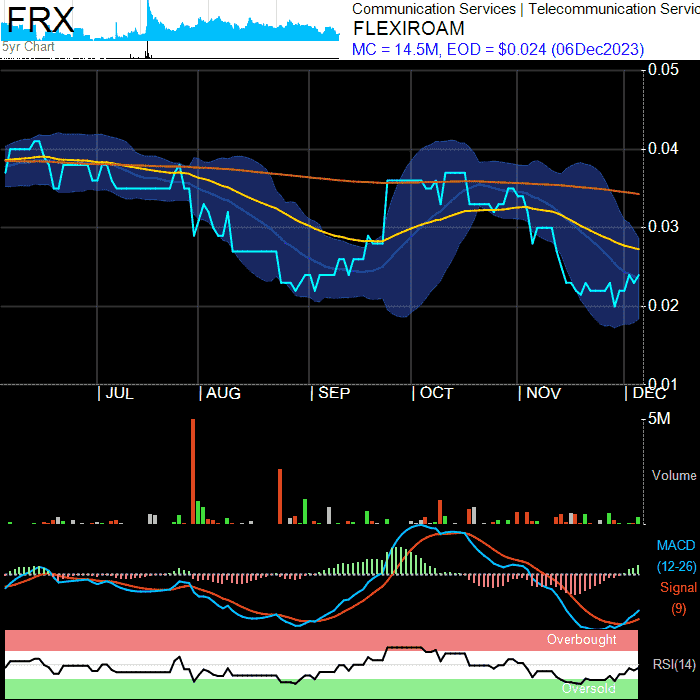 FRX
5yr Chart
Communication Services | Telecommunication Servic
FLEXIROAM
MC = 14.5M, EOD = $0.024 (06Dec2023)
0.05
0.04
0.03
0.02
0.01
| JUL | AUG | SEP | OCT | NOV | DEC
5M
Volume
MACD
(12-26)
Signal
(9)
Overbought
RSI(14)
Oversold